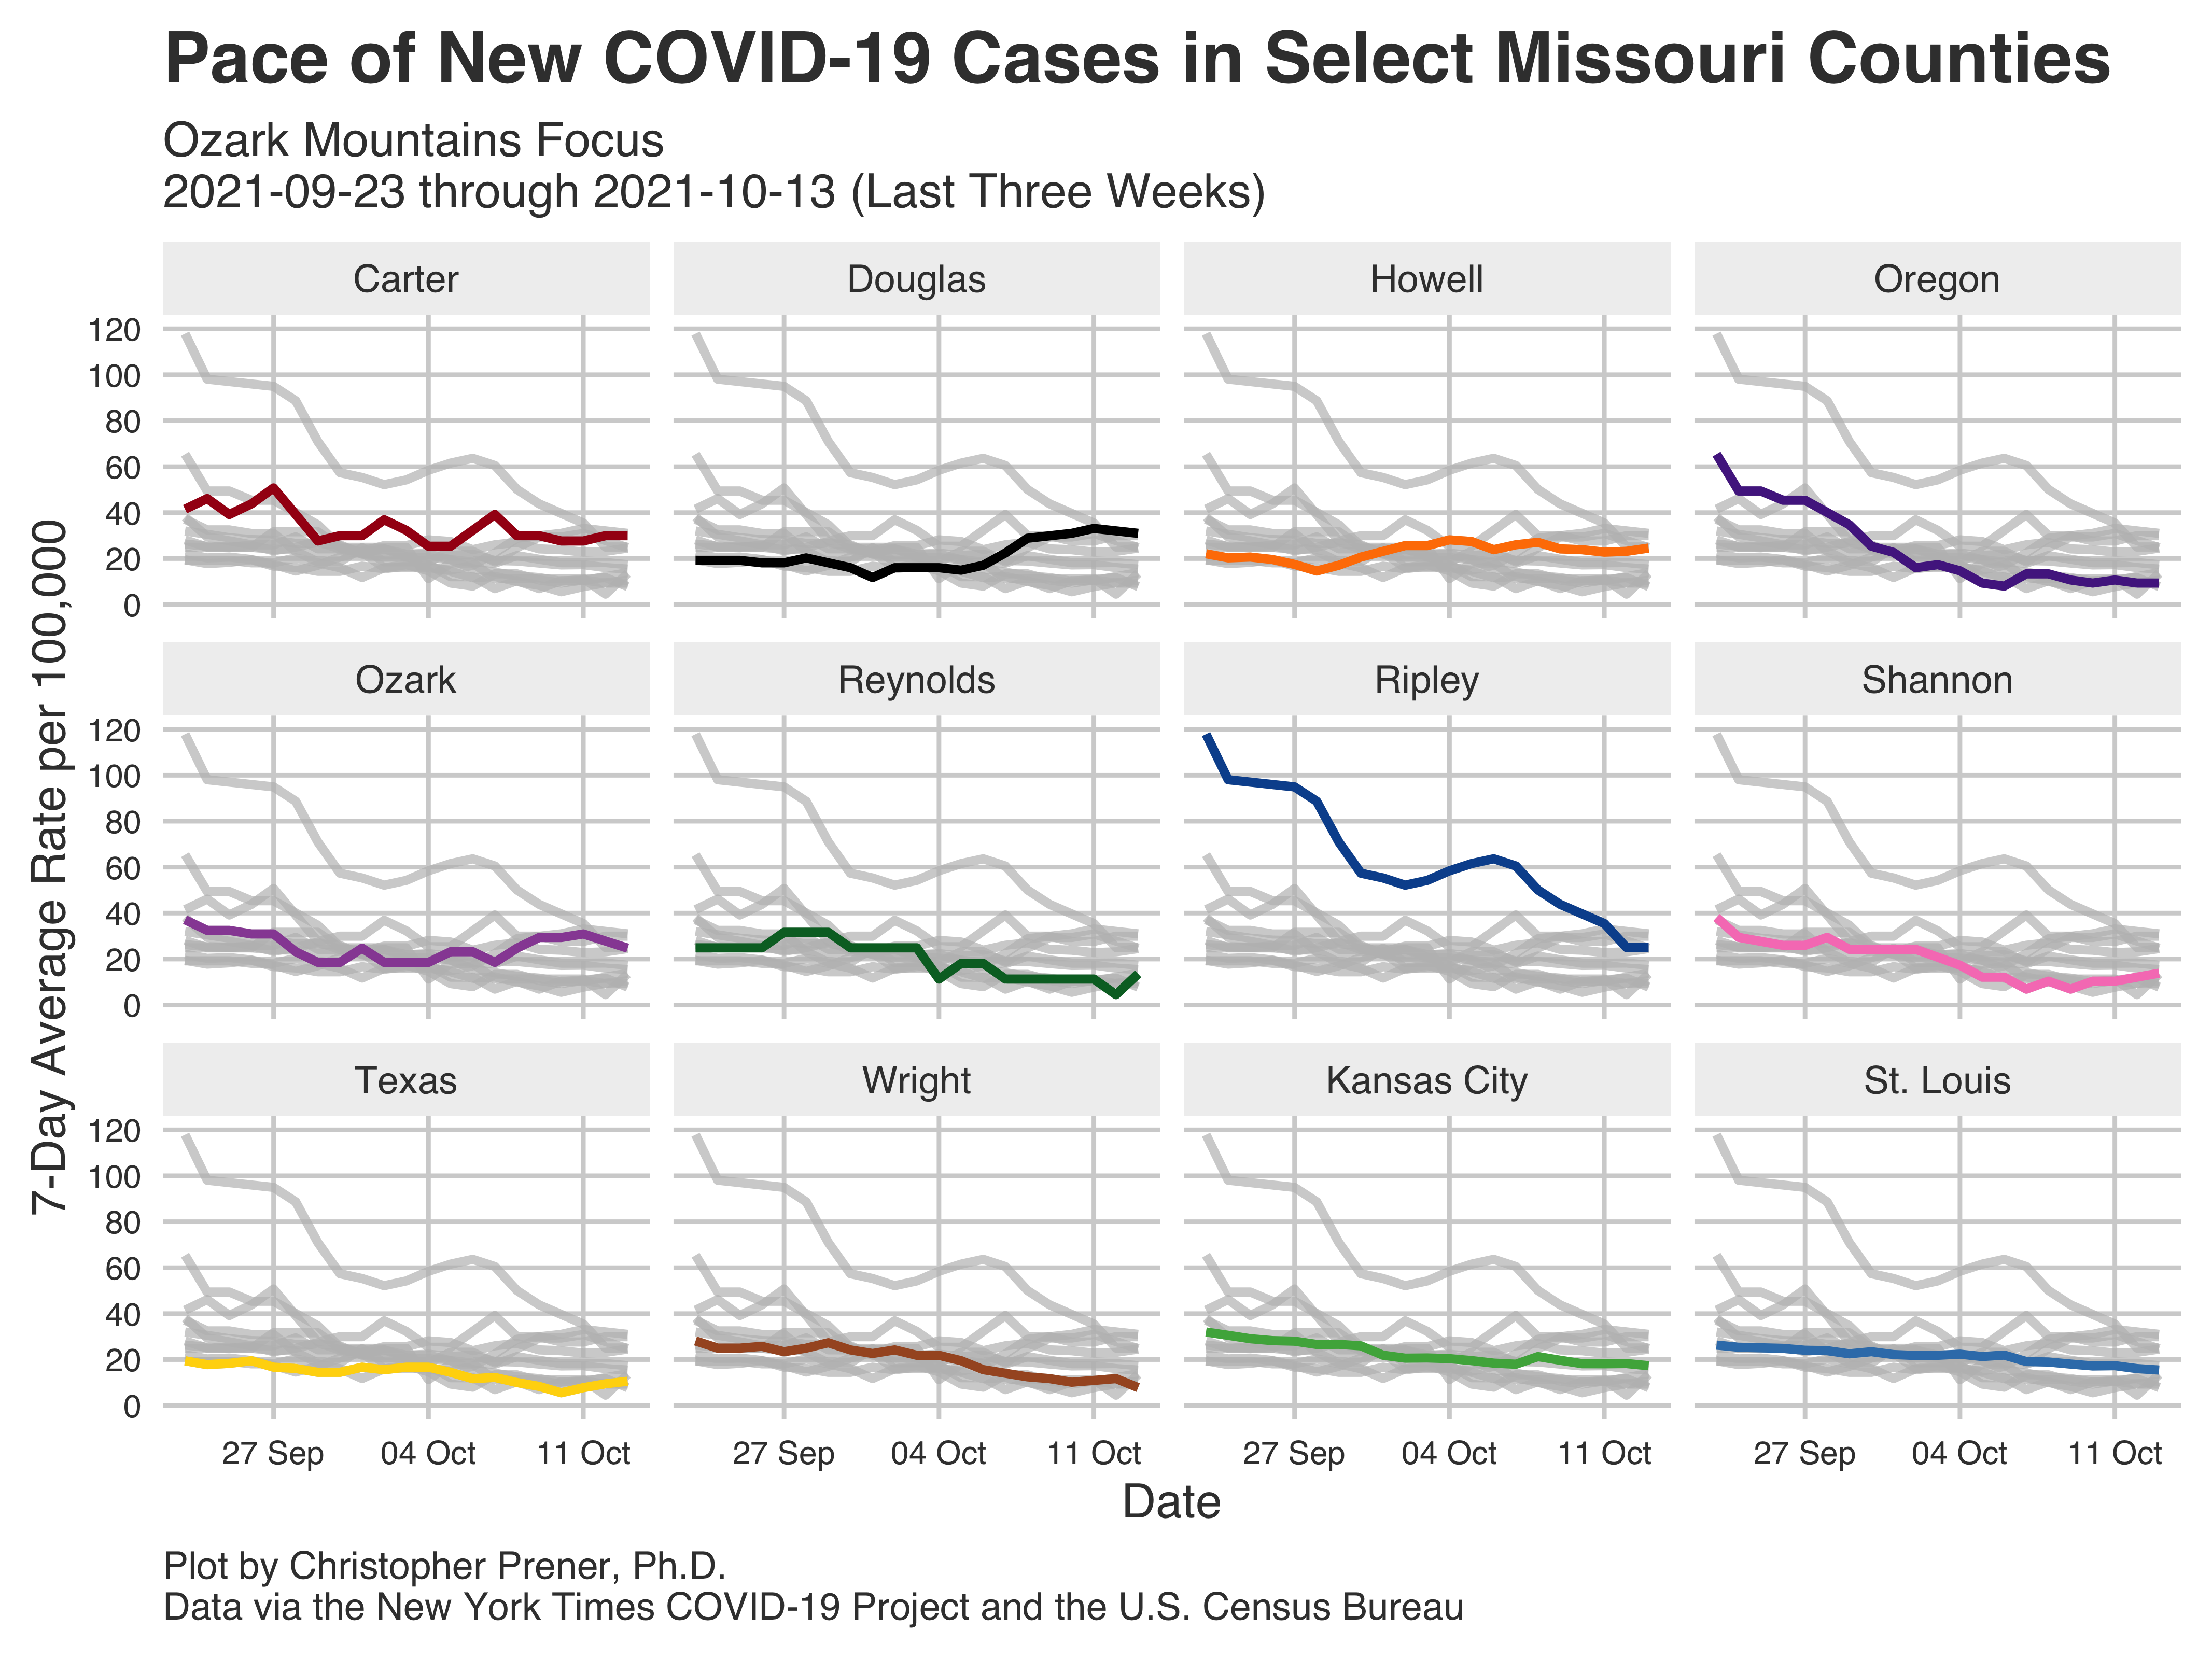 Pace of New COVID-19 Cases in Select Missouri Counties
Ozark Mountains Focus
2021-09-23 through 2021-10-13 (Last Three Weeks)
7-Day Average Rate per 100,000
Carter
Douglas
Howell
Oregon
120
100
80
60
40
20
0
Ozark
Reynolds
Ripley
Shannon
120
100
80
60
40
20
0
Texas
Wright
Kansas City
St. Louis
120
100
80
60
40
20
0
27 Sep
04 Oct
11 Oct
27 Sep
04 Oct
11 Oct
27 Sep
04 Oct
11 Oct
27 Sep
04 Oct
11 Oct
Date
Plot by Christopher Prener, Ph.D.
Data via the New York Times COVID-19 Project and the U.S. Census Bureau